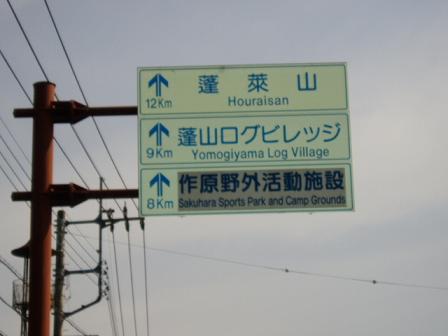 蓬萊山
Houraisan
12Km
蓬山ログビレッジ
Yomogiyama Log Village
9Km
作原野外活動施設
Sakuhara Sports Park and Camp Grounds
8Km